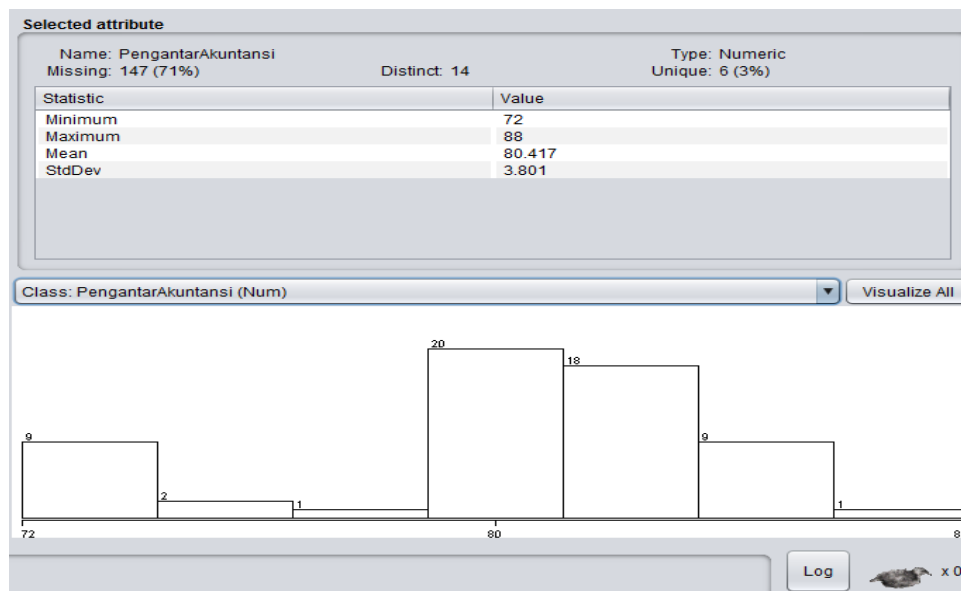 Selected attribute
Name: PengantarAkuntansi Type: Numeric
Missing: 147 (71%) Distinct: 14 Unique: 6 (3%)
Statistic Value
Minimum 72
Maximum 88
Mean 80.417
StdDev 3.801
Class: PengantarAkuntansi (Num) Visualize All
20
18
9 9
2
1 1
72 80 8
Log x 0